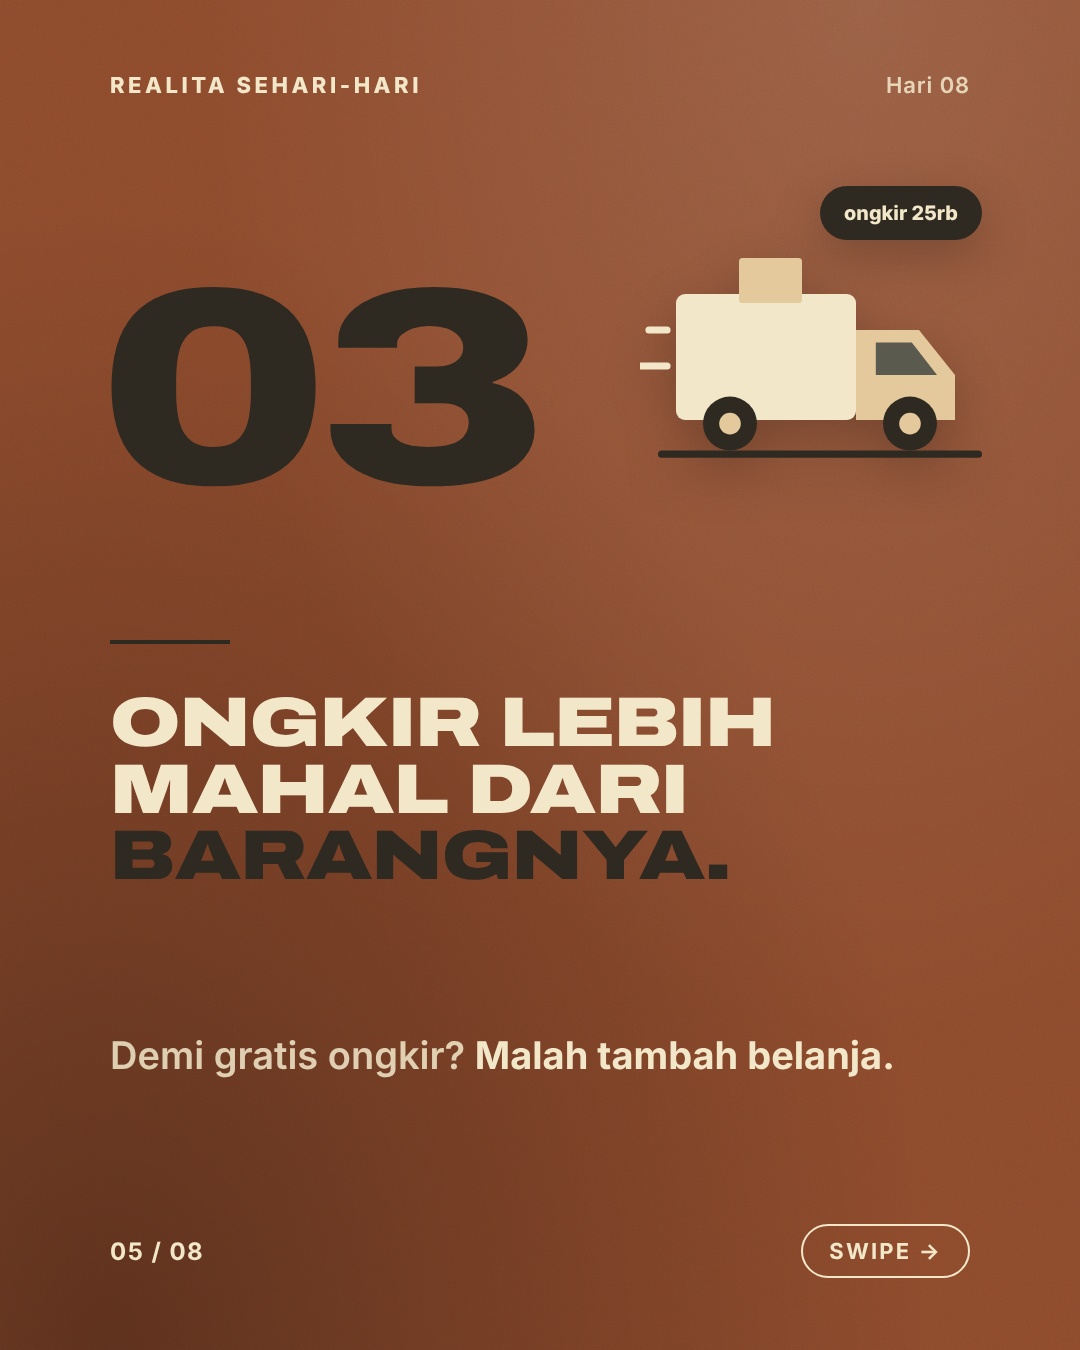 REALITA SEHARI-HARI
Hari 08
ongkir 25rb
03
ONGKIR LEBIH
MAHAL DARI
BARANGNYA.
Demi gratis ongkir? Malah tambah belanja.
05 / 08
SWIPE →